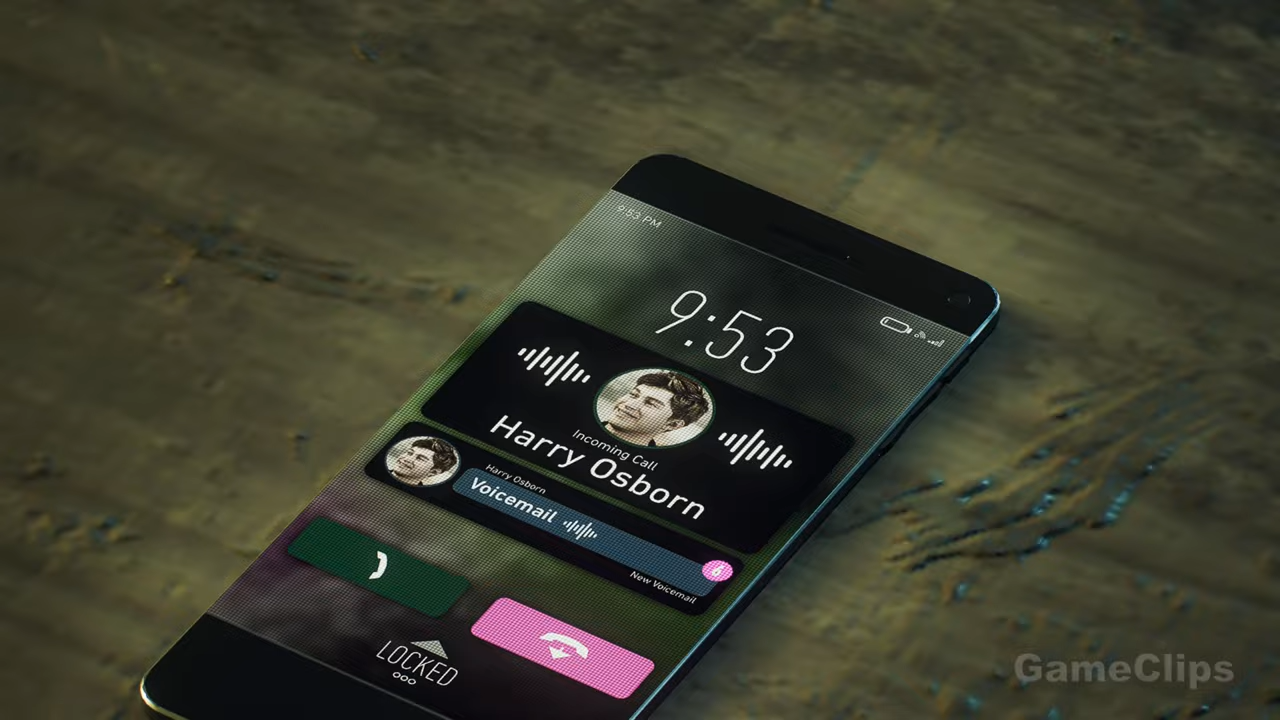 9:53 PM
9:53
Incoming Call
Harry Osborn
Harry Osborn
Voicemail
6
New Voicemail
LOCKED
GameClips